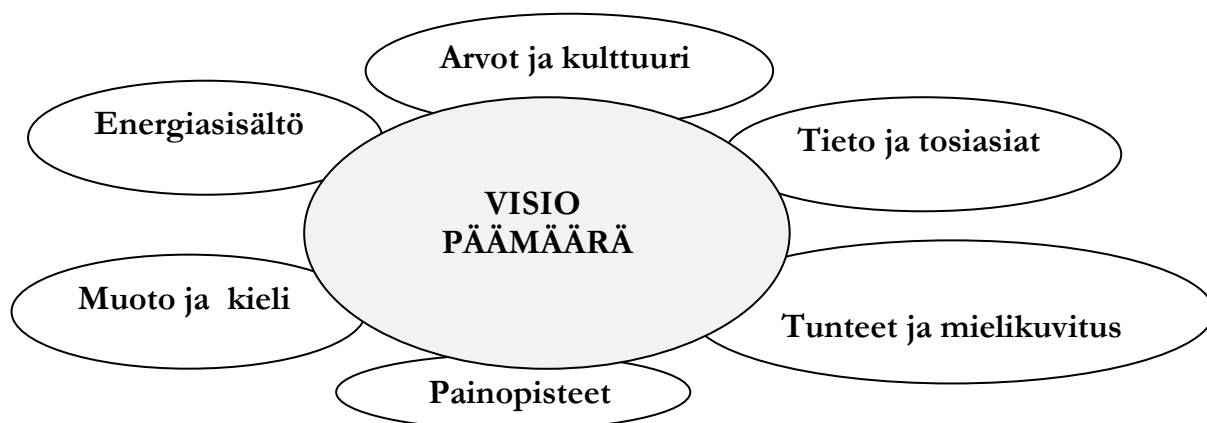 Arvot ja kulttuuri
Energiasisältö
Tieto ja tosiasiat
VISIO
PÄÄMÄÄRÄ
Muoto ja kieli
Tunteet ja mielikuvitus
Painopisteet